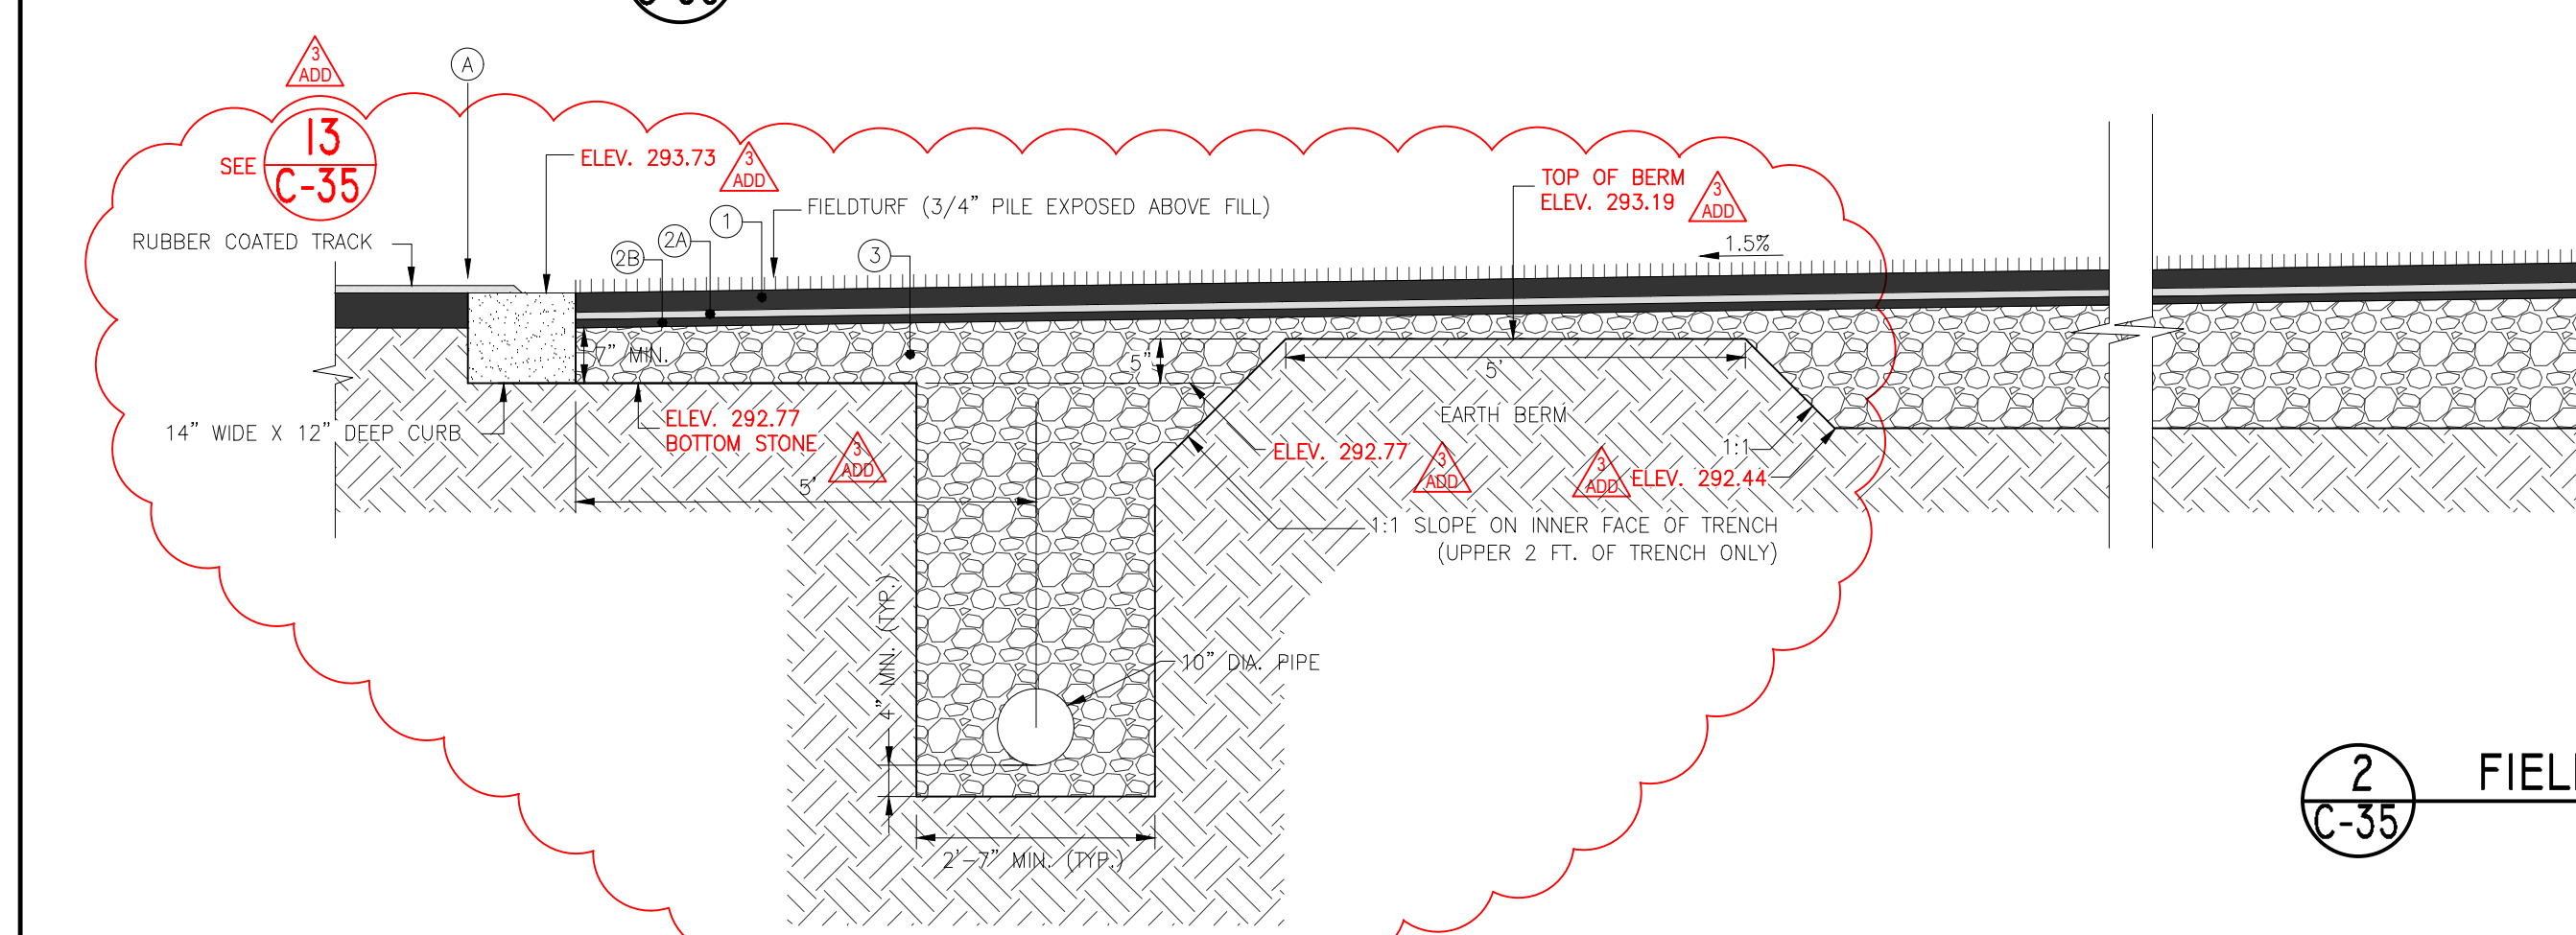 3
ADD
A
SEE
13
C-35
ELEV. 293.73
3
ADD
TOP OF BERM
ELEV. 293.19
3
ADD
FIELDTURF (3/4" PILE EXPOSED ABOVE FILL)
1
2A
2B
3
RUBBER COATED TRACK
1.5%
7" MIN.
5"
5'
EARTH BERM
14" WIDE X 12" DEEP CURB
ELEV. 292.77
BOTTOM STONE
3
ADD
ELEV. 292.77
3
ADD
1:1
3
ADD
ELEV. 292.44
5'
1:1 SLOPE ON INNER FACE OF TRENCH
(UPPER 2 FT. OF TRENCH ONLY)
4" MIN. (TYP.)
10" DIA. PIPE
2'-7" MIN. (TYP.)
2
C-35